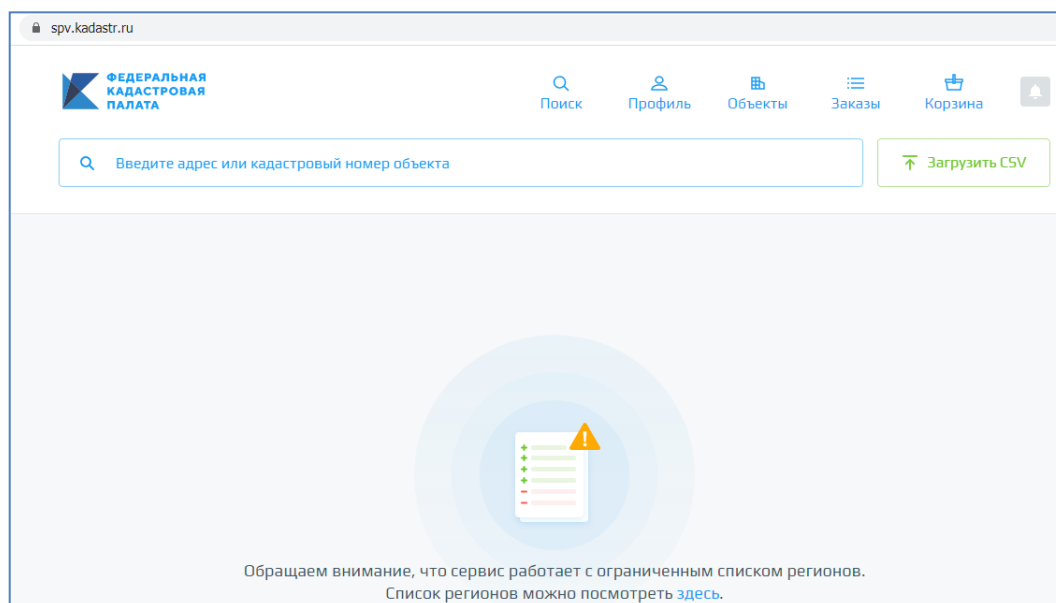 spv.kadastr.ru
ФЕДЕРАЛЬНАЯ
КАДАСТРОВАЯ
ПАЛАТА
Поиск
Профиль
Объекты
Заказы
Корзина
Введите адрес или кадастровый номер объекта
Загрузить CSV
Обращаем внимание, что сервис работает с ограниченным списком регионов.
Список регионов можно посмотреть здесь.